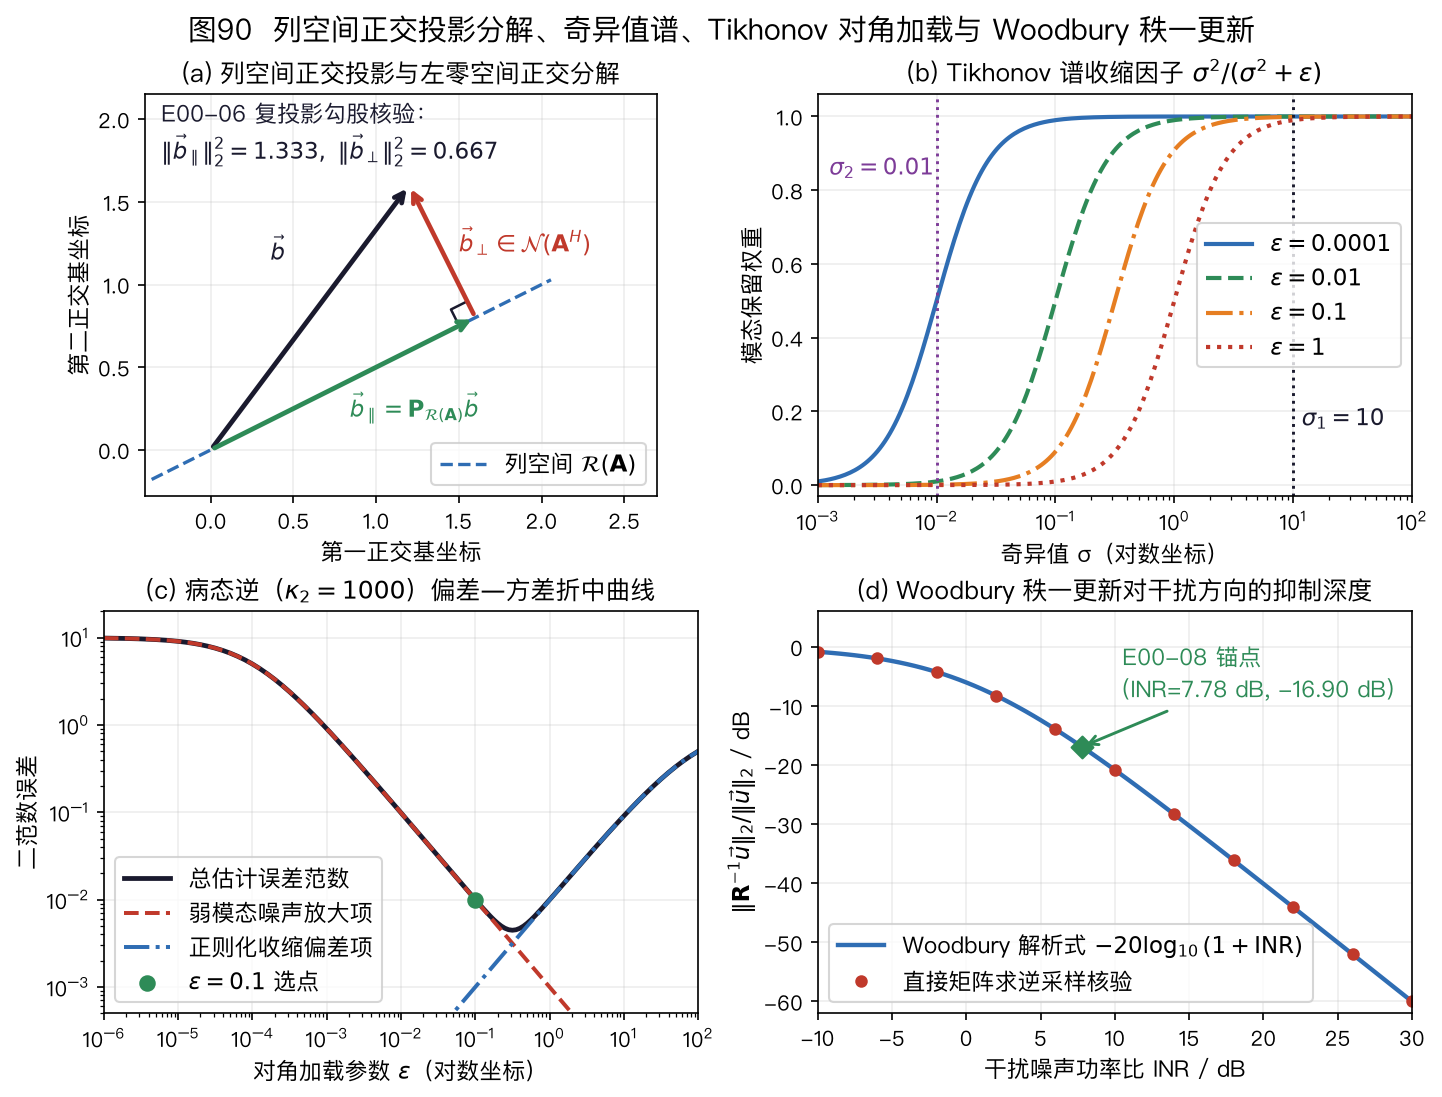 图90  列空间正交投影分解、奇异值谱、Tikhonov 对角加载与 Woodbury 秩一更新
(a) 列空间正交投影与左零空间正交分解
E00−06 复投影勾股核验：
‖b⃗∥‖₂² = 1.333, ‖b⃗⊥‖₂² = 0.667
b⃗
b⃗⊥ ∈ 𝒩(𝐀ᴴ)
b⃗∥ = 𝐏ℛ(𝐀)b⃗
列空间 ℛ(𝐀)
第二正交基坐标
2.0
1.5
1.0
0.5
0.0
0.0 0.5 1.0 1.5 2.0 2.5
第一正交基坐标
(b) Tikhonov 谱收缩因子 σ²/(σ² + ε)
σ₂ = 0.01
σ₁ = 10
ε = 0.0001
ε = 0.01
ε = 0.1
ε = 1
模态保留权重
1.0
0.8
0.6
0.4
0.2
0.0
10⁻³ 10⁻² 10⁻¹ 10⁰ 10¹ 10²
奇异值 σ（对数坐标）
(c) 病态逆（κ₂ = 1000）偏差—方差折中曲线
二范数误差
10¹
10⁰
10⁻¹
10⁻²
10⁻³
总估计误差范数
弱模态噪声放大项
正则化收缩偏差项
ε = 0.1 选点
10⁻⁶ 10⁻⁵ 10⁻⁴ 10⁻³ 10⁻² 10⁻¹ 10⁰ 10¹ 10²
对角加载参数 ε（对数坐标）
(d) Woodbury 秩一更新对干扰方向的抑制深度
E00−08 锚点
(INR=7.78 dB, −16.90 dB)
‖𝐑⁻¹u⃗‖₂/‖u⃗‖₂ / dB
0
−10
−20
−30
−40
−50
−60
Woodbury 解析式 −20log₁₀(1 + INR)
直接矩阵求逆采样核验
−10 −5 0 5 10 15 20 25 30
干扰噪声功率比 INR / dB